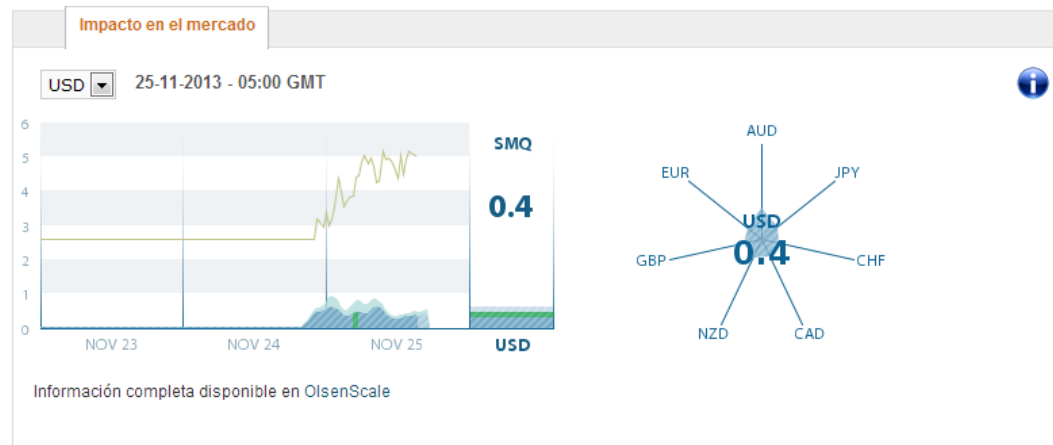 Impacto en el mercado
USD
25-11-2013 - 05:00 GMT
6
5
4
3
2
1
0
NOV 23
NOV 24
NOV 25
SMQ
0.4
USD
AUD
EUR
JPY
USD
0.4
GBP
CHF
NZD
CAD
Información completa disponible en OlsenScale